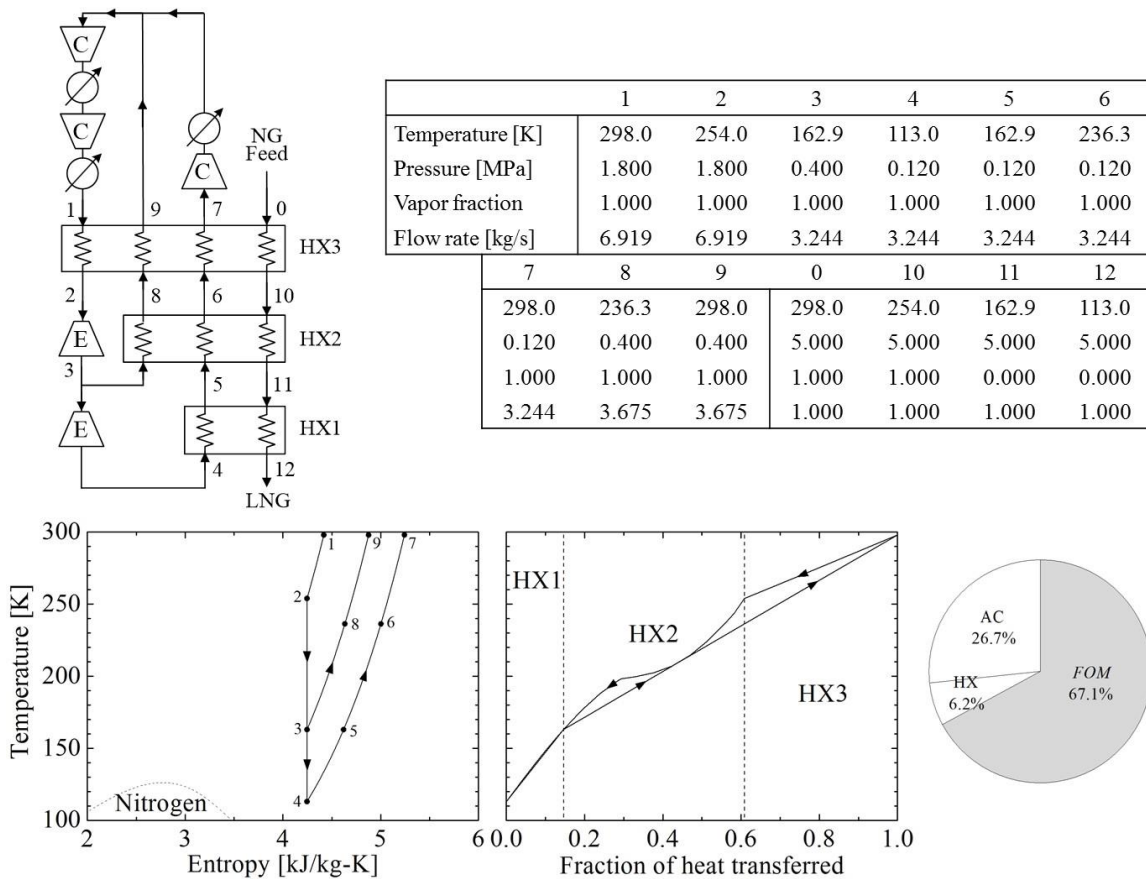 C
C
C
NG
Feed
1
9
7
0
HX3
2
8
6
10
E
HX2
3
5
11
E
HX1
4
12
LNG
1 2 3 4 5 6
Temperature [K] 298.0 254.0 162.9 113.0 162.9 236.3
Pressure [MPa] 1.800 1.800 0.400 0.120 0.120 0.120
Vapor fraction 1.000 1.000 1.000 1.000 1.000 1.000
Flow rate [kg/s] 6.919 6.919 3.244 3.244 3.244 3.244
7 8 9 0 10 11 12
298.0 236.3 298.0 298.0 254.0 162.9 113.0
0.120 0.400 0.400 5.000 5.000 5.000 5.000
1.000 1.000 1.000 1.000 1.000 0.000 0.000
3.244 3.675 3.675 1.000 1.000 1.000 1.000
Temperature [K]
300
250
200
150
100
1
9
7
2
8
6
3
5
4
Nitrogen
2 3 4 5 6
Entropy [kJ/kg-K]
HX1
HX2
HX3
0.0 0.2 0.4 0.6 0.8 1.0
Fraction of heat transferred
AC
26.7%
HX
6.2%
FOM
67.1%